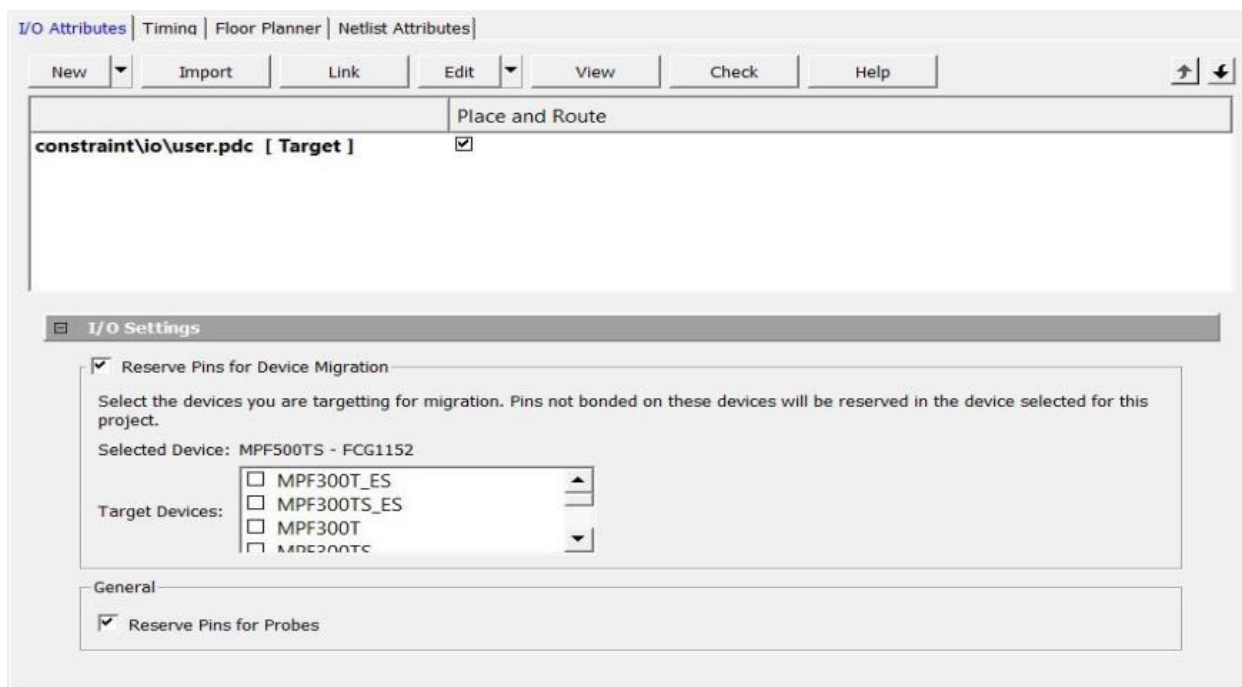 I/O Attributes Timing Floor Planner Netlist Attributes
New Import Link Edit View Check Help
Place and Route
constraint\io\user.pdc [ Target ]
I/O Settings
Reserve Pins for Device Migration
Select the devices you are targetting for migration. Pins not bonded on these devices will be reserved in the device selected for this
project.
Selected Device: MPF500TS - FCG1152
MPF300T_ES
MPF300TS_ES
Target Devices:
MPF300T
MPF300TS
General
Reserve Pins for Probes